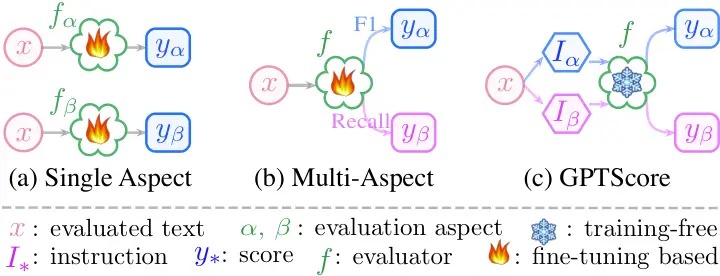 f_α
x y_α
f_β
x y_β
(a) Single Aspect
F1 y_α
f
x
Recall y_β
(b) Multi-Aspect
I_α f y_α
x
I_β y_β
(c) GPTScore
x : evaluated text α, β : evaluation aspect : training-free
I_* : instruction y_* : score f : evaluator : fine-tuning based